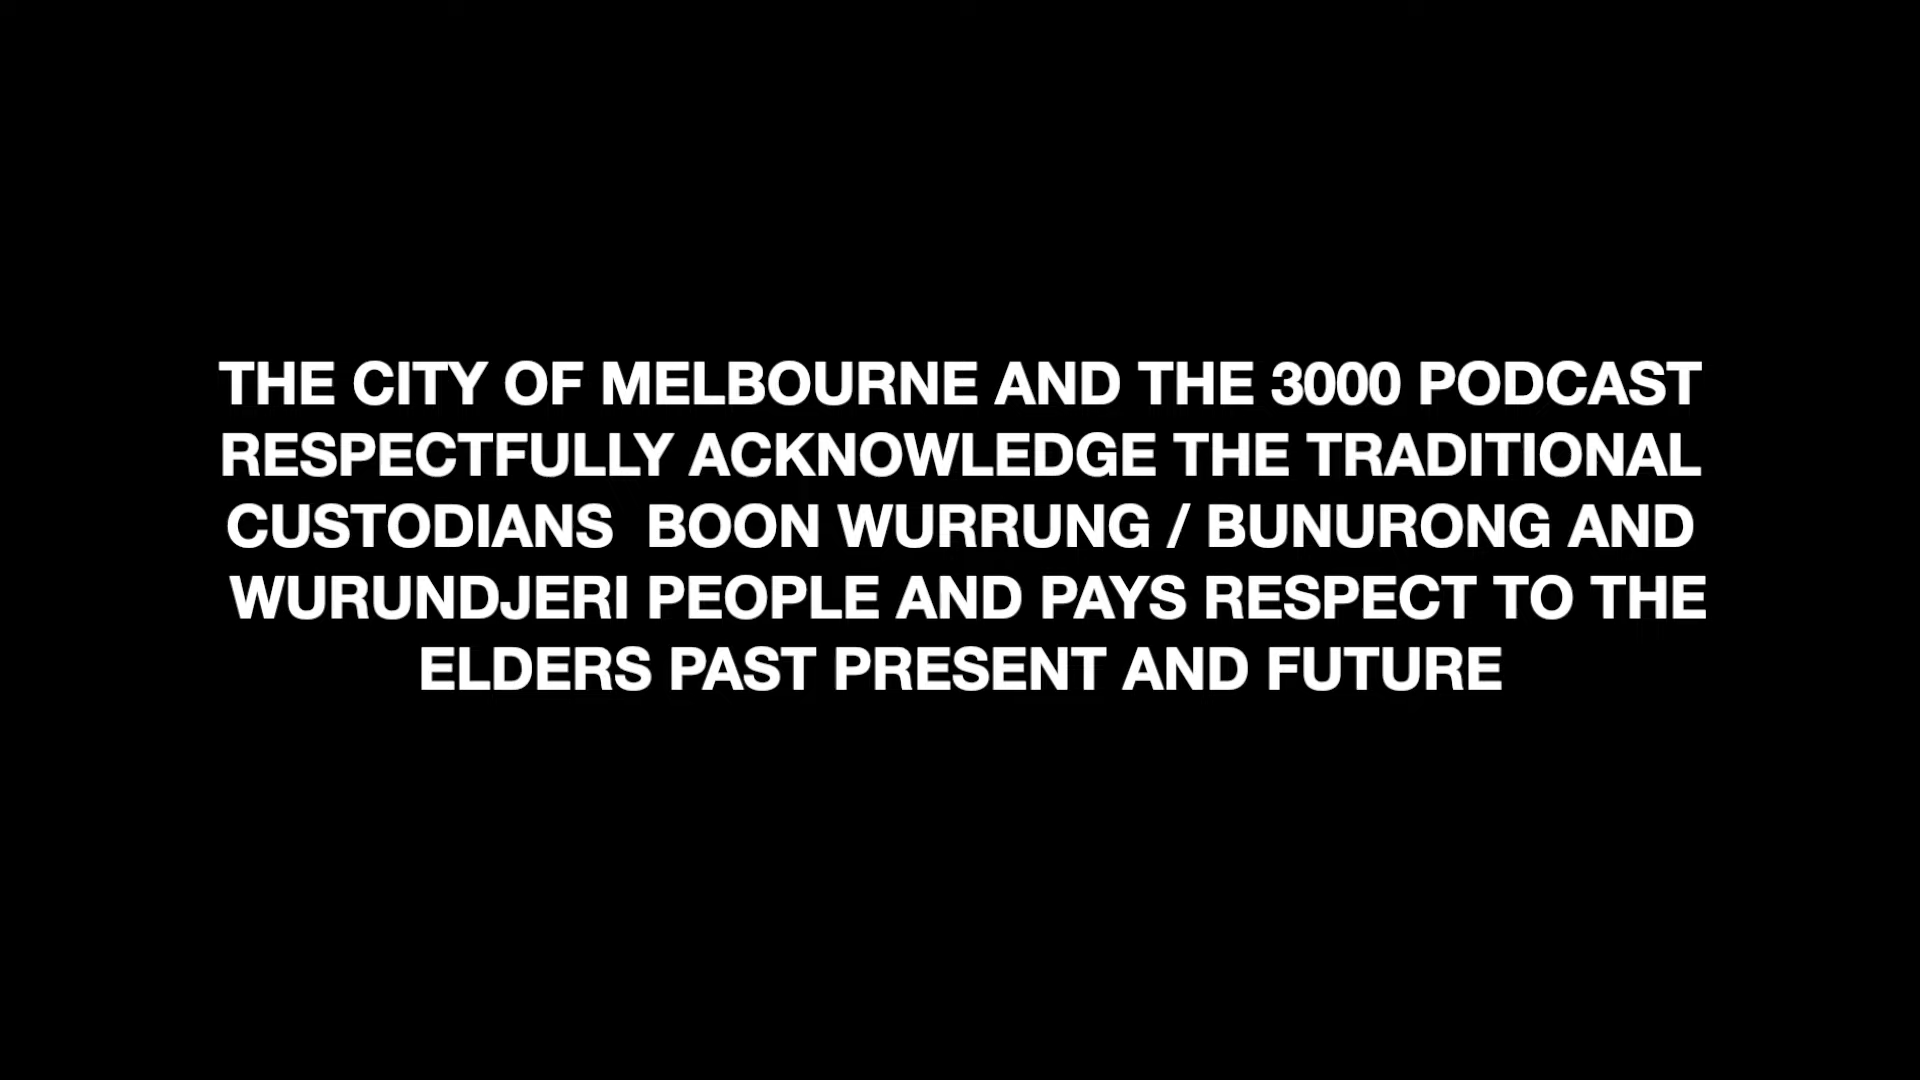 THE CITY OF MELBOURNE AND THE 3000 PODCAST
RESPECTFULLY ACKNOWLEDGE THE TRADITIONAL
CUSTODIANS  BOON WURRUNG / BUNURONG AND
WURUNDJERI PEOPLE AND PAYS RESPECT TO THE
ELDERS PAST PRESENT AND FUTURE